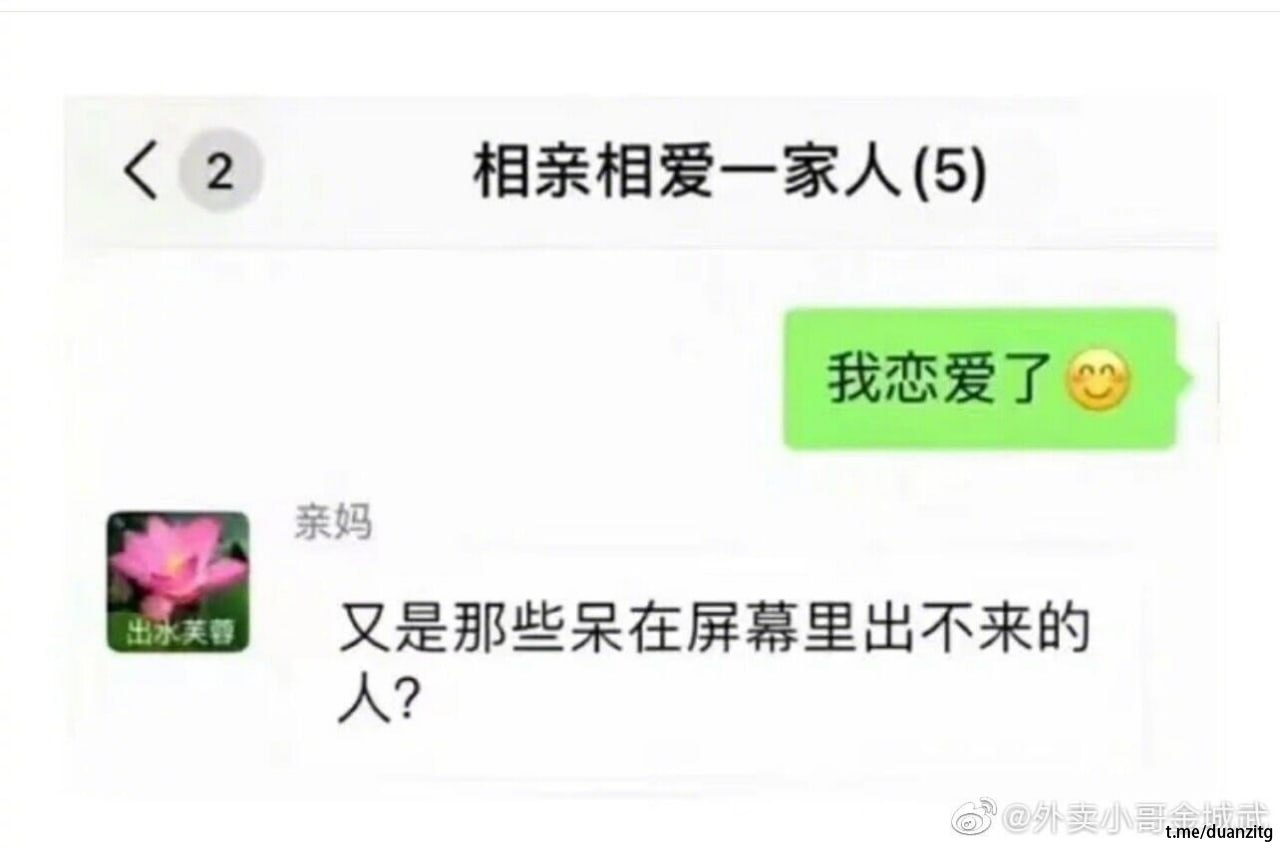 2
相亲相爱一家人(5)
我恋爱了😊
亲妈
出水芙蓉
又是那些呆在屏幕里出不来的
人?
@外卖小哥金城武
t.me/duanzitg